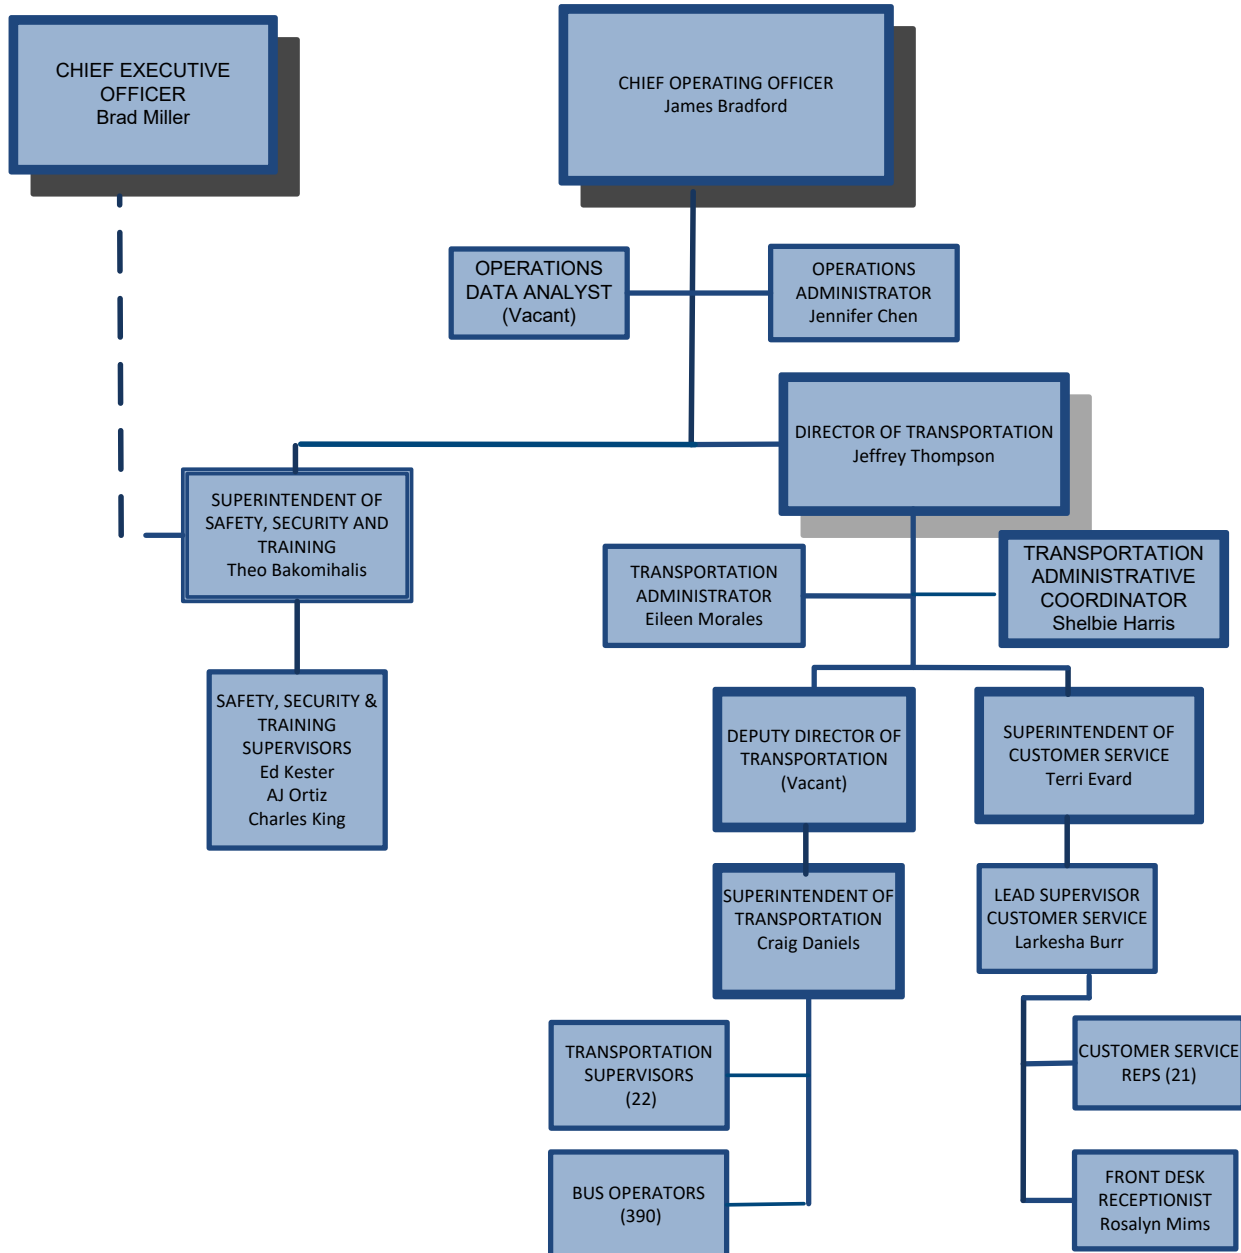 CHIEF EXECUTIVE
OFFICER
Brad Miller
CHIEF OPERATING OFFICER
James Bradford
OPERATIONS
DATA ANALYST
(Vacant)
OPERATIONS
ADMINISTRATOR
Jennifer Chen
DIRECTOR OF TRANSPORTATION
Jeffrey Thompson
SUPERINTENDENT OF
SAFETY, SECURITY AND
TRAINING
Theo Bakomihalis
TRANSPORTATION
ADMINISTRATOR
Eileen Morales
TRANSPORTATION
ADMINISTRATIVE
COORDINATOR
Shelbie Harris
SAFETY, SECURITY &
TRAINING
SUPERVISORS
Ed Kester
AJ Ortiz
Charles King
DEPUTY DIRECTOR OF
TRANSPORTATION
(Vacant)
SUPERINTENDENT OF
CUSTOMER SERVICE
Terri Evard
SUPERINTENDENT OF
TRANSPORTATION
Craig Daniels
LEAD SUPERVISOR
CUSTOMER SERVICE
Larkesha Burr
TRANSPORTATION
SUPERVISORS
(22)
CUSTOMER SERVICE
REPS (21)
BUS OPERATORS
(390)
FRONT DESK
RECEPTIONIST
Rosalyn Mims